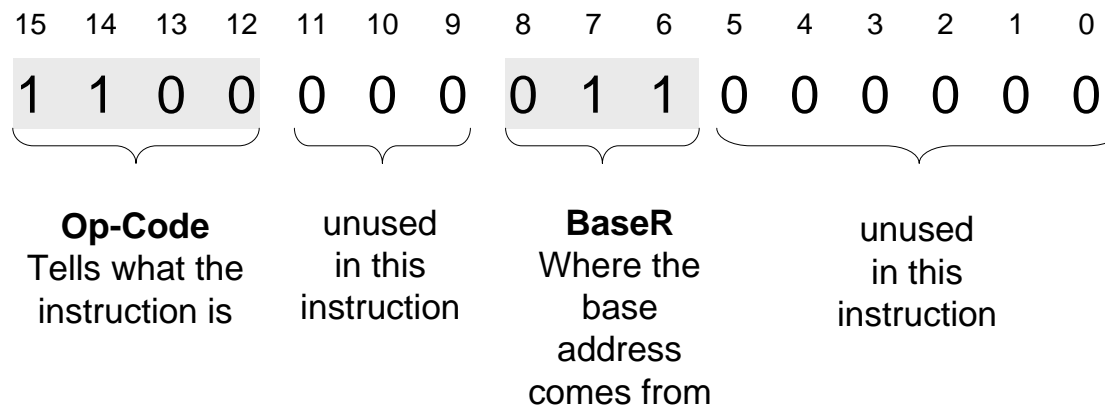 15 14 13 12 11 10 9 8 7 6 5 4 3 2 1 0
1 1 0 0 0 0 0 0 1 1 0 0 0 0 0 0
Op-Code
Tells what the
instruction is
unused
in this
instruction
BaseR
Where the
base
address
comes from
unused
in this
instruction